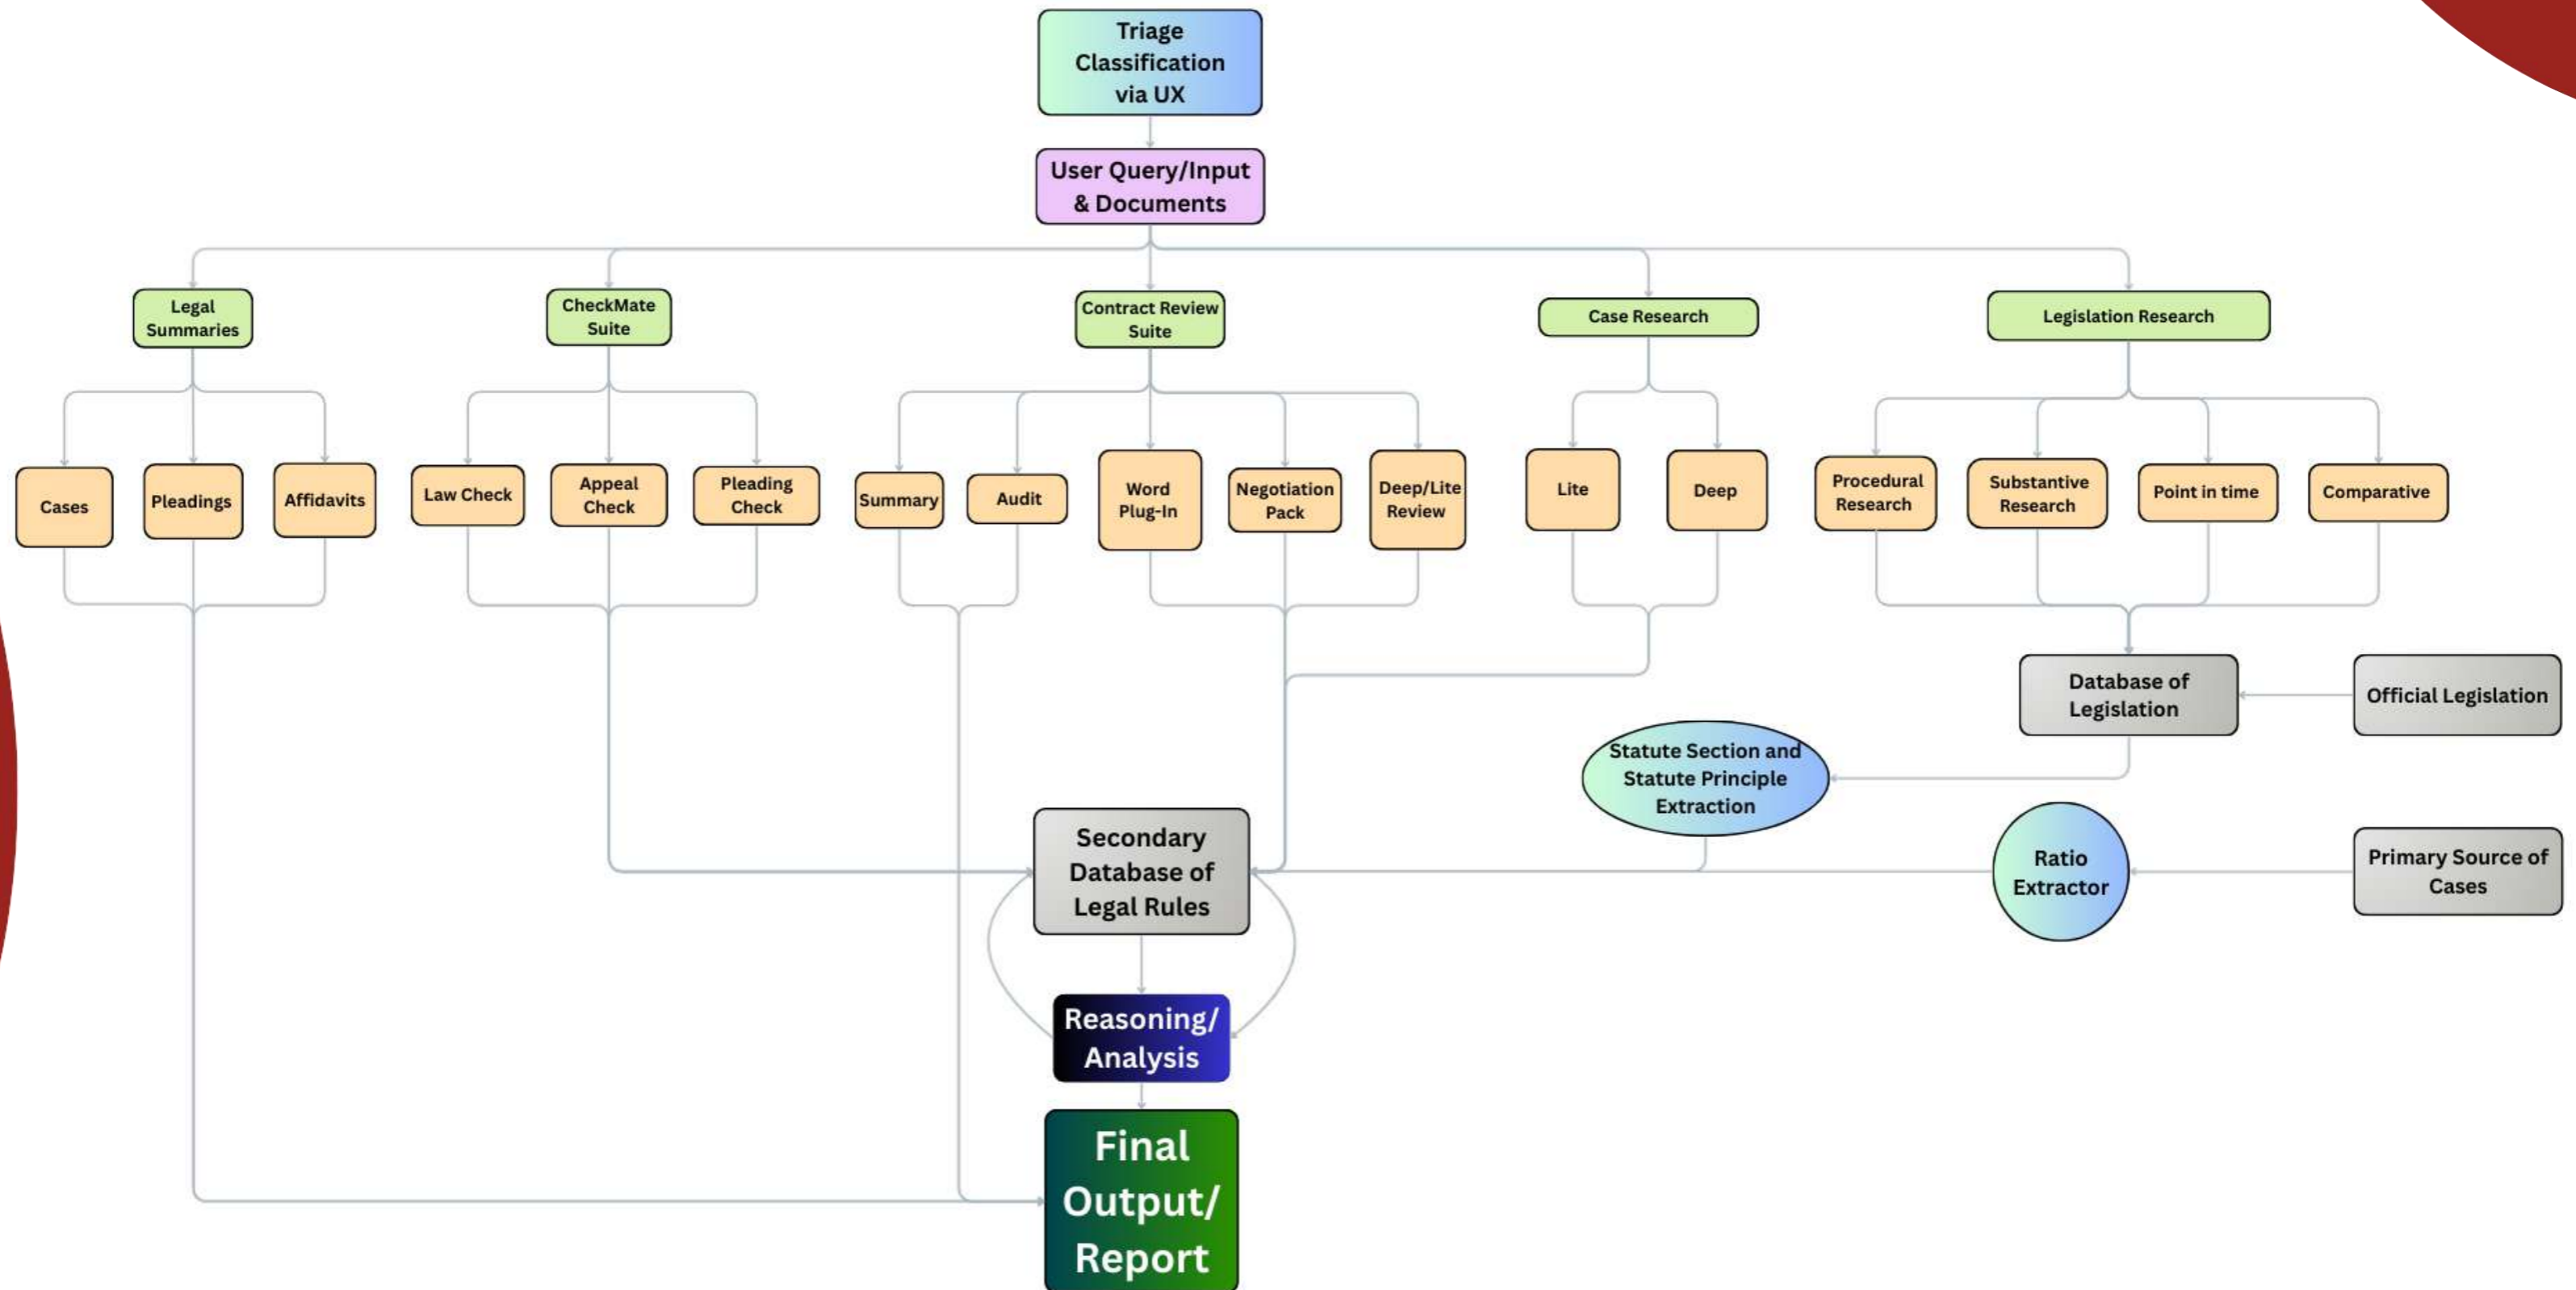 Triage
Classification
via UX
User Query/Input
& Documents
Legal
Summaries
CheckMate
Suite
Contract Review
Suite
Case Research
Legislation Research
Cases
Pleadings
Affidavits
Law Check
Appeal
Check
Pleading
Check
Summary
Audit
Word
Plug-In
Negotiation
Pack
Deep/Lite
Review
Lite
Deep
Procedural
Research
Substantive
Research
Point in time
Comparative
Database of
Legislation
Official Legislation
Statute Section and
Statute Principle
Extraction
Secondary
Database of
Legal Rules
Ratio
Extractor
Primary Source of
Cases
Reasoning/
Analysis
Final
Output/
Report